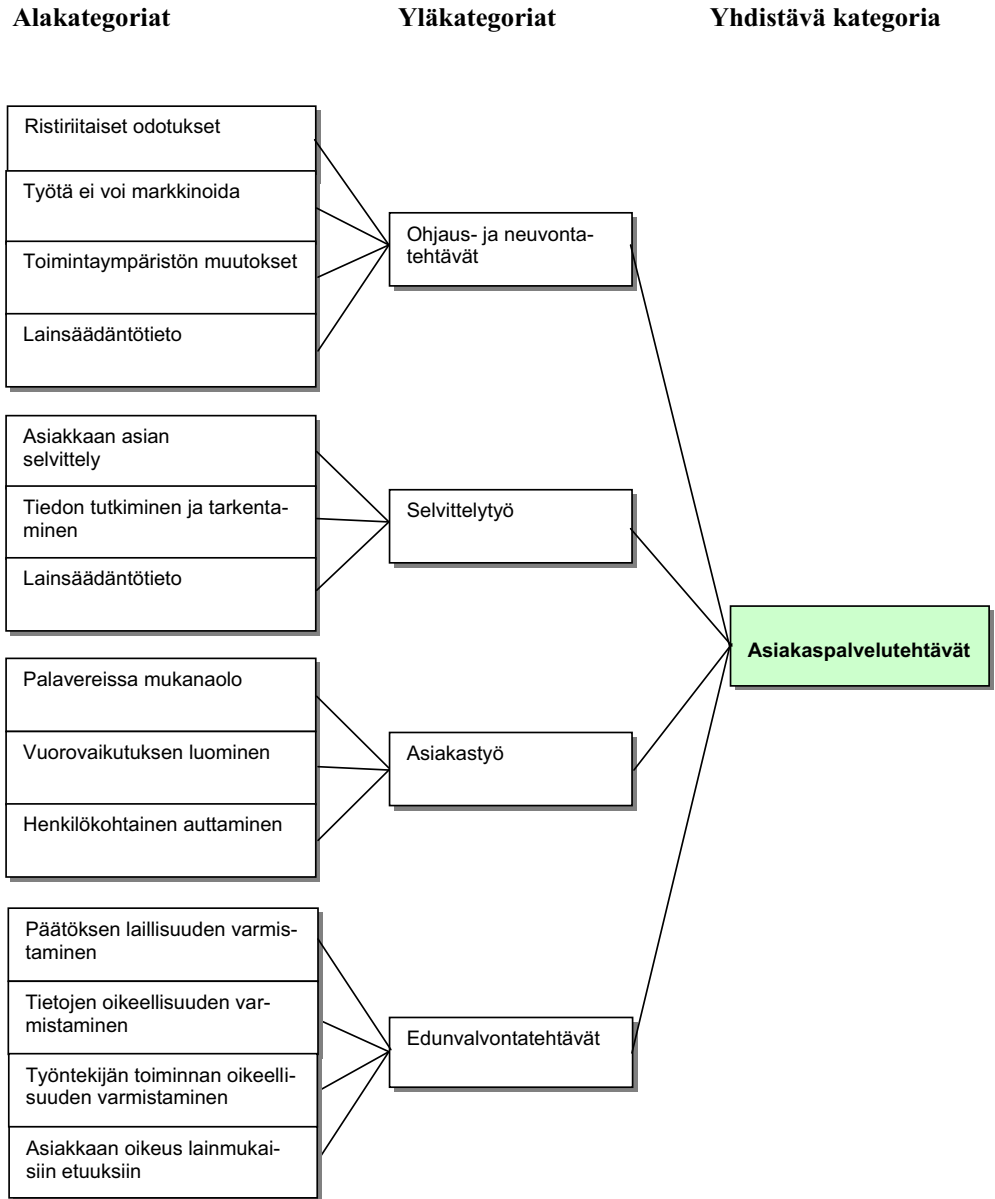 Alakategoriat
Yläkategoriat
Yhdistävä kategoria
Ristiriitaiset odotukset
Työtä ei voi markkinoida
Toimintaympäristön muutokset
Lainsäädäntötieto
Ohjaus- ja neuvonta-
tehtävät
Asiakkaan asian
selvittely
Tiedon tutkiminen ja tarkenta-
minen
Lainsäädäntötieto
Selvittelytyö
Palavereissa mukanaolo
Vuorovaikutuksen luominen
Henkilökohtainen auttaminen
Asiakastyö
Päätöksen laillisuuden varmis-
taminen
Tietojen oikeellisuuden var-
mistaminen
Työntekijän toiminnan oikeelli-
suuden varmistaminen
Asiakkaan oikeus lainmukai-
siin etuuksiin
Edunvalvontatehtävät
Asiakaspalvelutehtävät